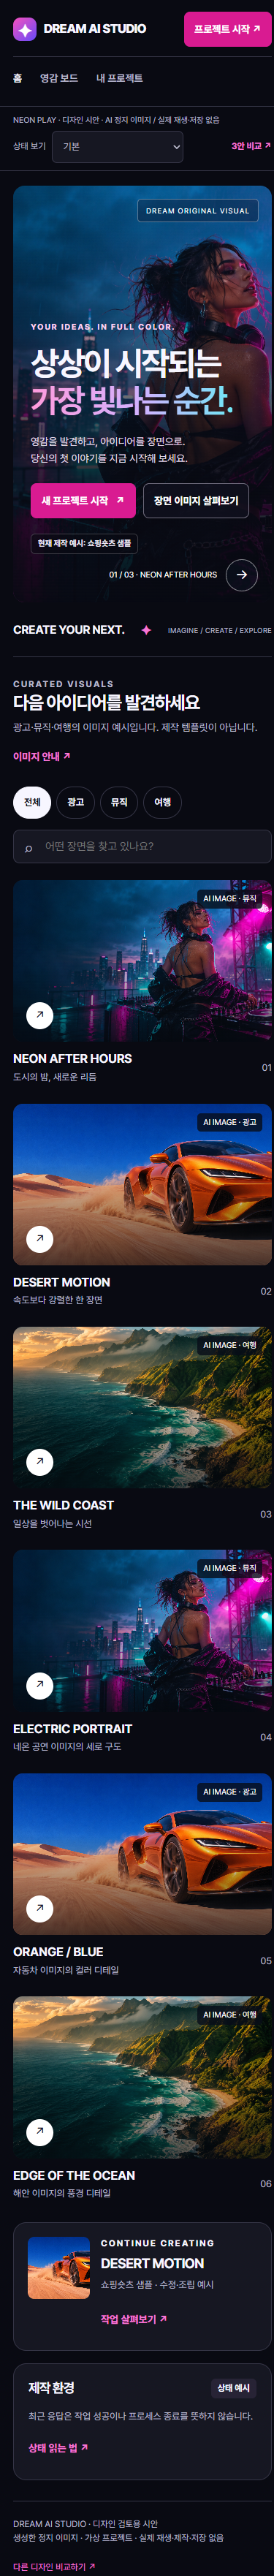 DREAM AI STUDIO
프로젝트 시작 ↗
홈 영감 보드 내 프로젝트
NEON PLAY · 디자인 시안 · AI 정지 이미지 / 실제 재생·저장 없음
상태 보기 기본 3안 비교 ↗
DREAM ORIGINAL VISUAL
YOUR IDEAS. IN FULL COLOR.
상상이 시작되는
가장 빛나는 순간.
영감을 발견하고, 아이디어를 장면으로.
당신의 첫 이야기를 지금 시작해 보세요.
새 프로젝트 시작 ↗ 장면 이미지 살펴보기
현재 제작 예시: 쇼핑숏츠 샘플
01 / 03 · NEON AFTER HOURS →
CREATE YOUR NEXT. IMAGINE / CREATE / EXPLORE
CURATED VISUALS
다음 아이디어를 발견하세요
광고·뮤직·여행의 이미지 예시입니다. 제작 템플릿이 아닙니다.
이미지 안내 ↗
전체 광고 뮤직 여행
어떤 장면을 찾고 있나요?
AI IMAGE · 뮤직
↗
NEON AFTER HOURS
01
도시의 밤, 새로운 리듬
AI IMAGE · 광고
↗
DESERT MOTION
02
속도보다 강렬한 한 장면
AI IMAGE · 여행
↗
THE WILD COAST
03
일상을 벗어나는 시선
AI IMAGE · 뮤직
↗
ELECTRIC PORTRAIT
04
네온 공연 이미지의 세로 구도
AI IMAGE · 광고
↗
ORANGE / BLUE
05
자동차 이미지의 컬러 디테일
AI IMAGE · 여행
↗
EDGE OF THE OCEAN
06
해안 이미지의 풍경 디테일
CONTINUE CREATING
DESERT MOTION
쇼핑숏츠 샘플 · 수정·조립 예시
작업 살펴보기 ↗
제작 환경 상태 예시
최근 응답은 작업 성공이나 프로세스 종료를 뜻하지 않습니다.
상태 읽는 법 ↗
DREAM AI STUDIO · 디자인 검토용 시안
생성한 정지 이미지 · 가상 프로젝트 · 실제 재생·제작·저장 없음
다른 디자인 비교하기 ↗